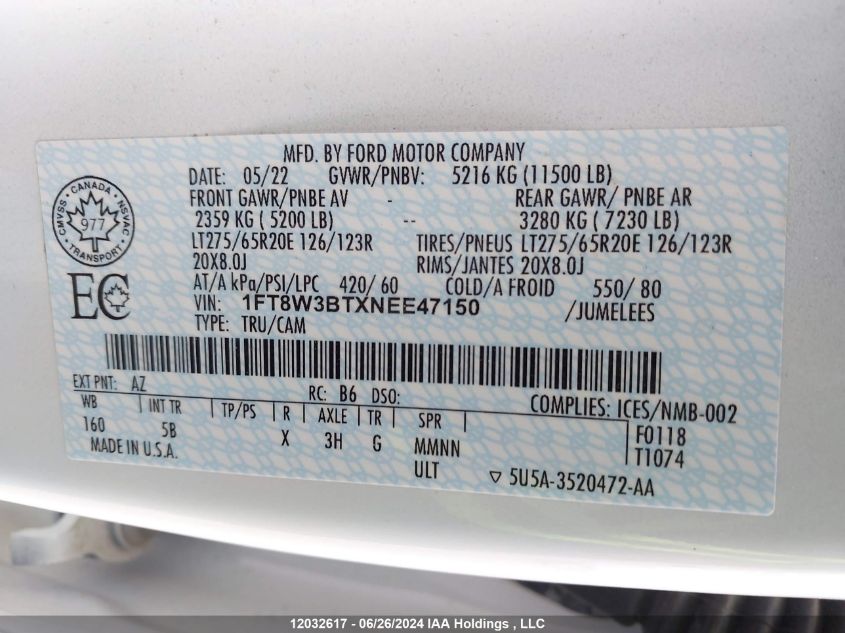 MFD. BY FORD MOTOR COMPANY
DATE: 05/22 GVWR/PNBV: 5216 KG (11500 LB)
FRONT GAWR/PNBE AV - REAR GAWR/ PNBE AR
2359 KG ( 5200 LB) -- 3280 KG ( 7230 LB)
LT275/65R20E 126/123R TIRES/PNEUS LT275/65R20E 126/123R
20X8.0J RIMS/JANTES 20X8.0J
AT/A kPa/PSI/LPC 420/ 60 COLD/A FROID 550/ 80
VIN: 1FT8W3BTXNEE47150 /JUMELEES
TYPE: TRU/CAM
CANADA
CMVSS NSVAC
977
TRANSPORT
EC
EXT PNT: AZ RC: B6 DSO: COMPLIES: ICES/NMB-002
WB INT TR TP/PS R AXLE TR SPR F0118
160 5B X 3H G MMNN T1074
MADE IN U.S.A. ULT ▽ 5U5A-3520472-AA
12032617 - 06/26/2024 IAA Holdings , LLC